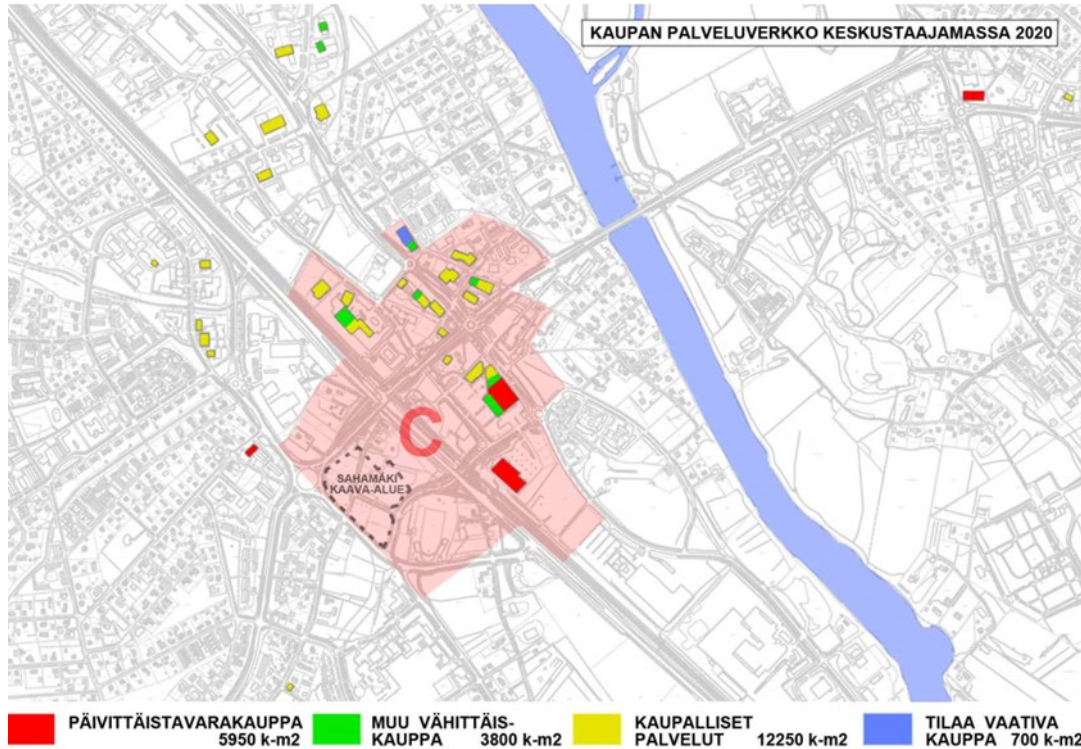 KAUPAN PALVELUVERKKO KESKUSTAAJAMASSA 2020
C
SAHAMÄKI
KAAVA-ALUE
PÄIVITTÄISTAVARAKAUPPA
5950 k-m2
MUU VÄHITTÄIS-
KAUPPA 3800 k-m2
KAUPALLISET
PALVELUT 12250 k-m2
TILAA VAATIVA
KAUPPA 700 k-m2